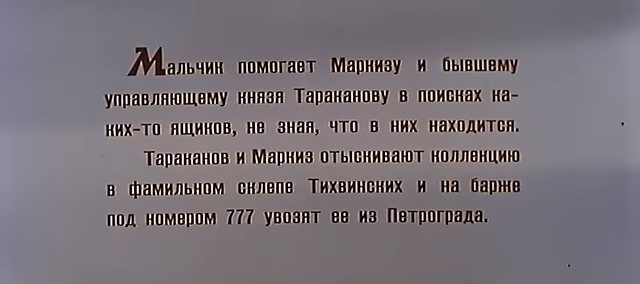 Мальчик помогает Маркизу и бывшему
управляющему князя Тараканову в поисках ка-
ких-то ящиков, не зная, что в них находится.
Тараканов и Маркиз отыскивают коллекцию
в фамильном склепе Тихвинских и на барже
под номером 777 увозят ее из Петрограда.